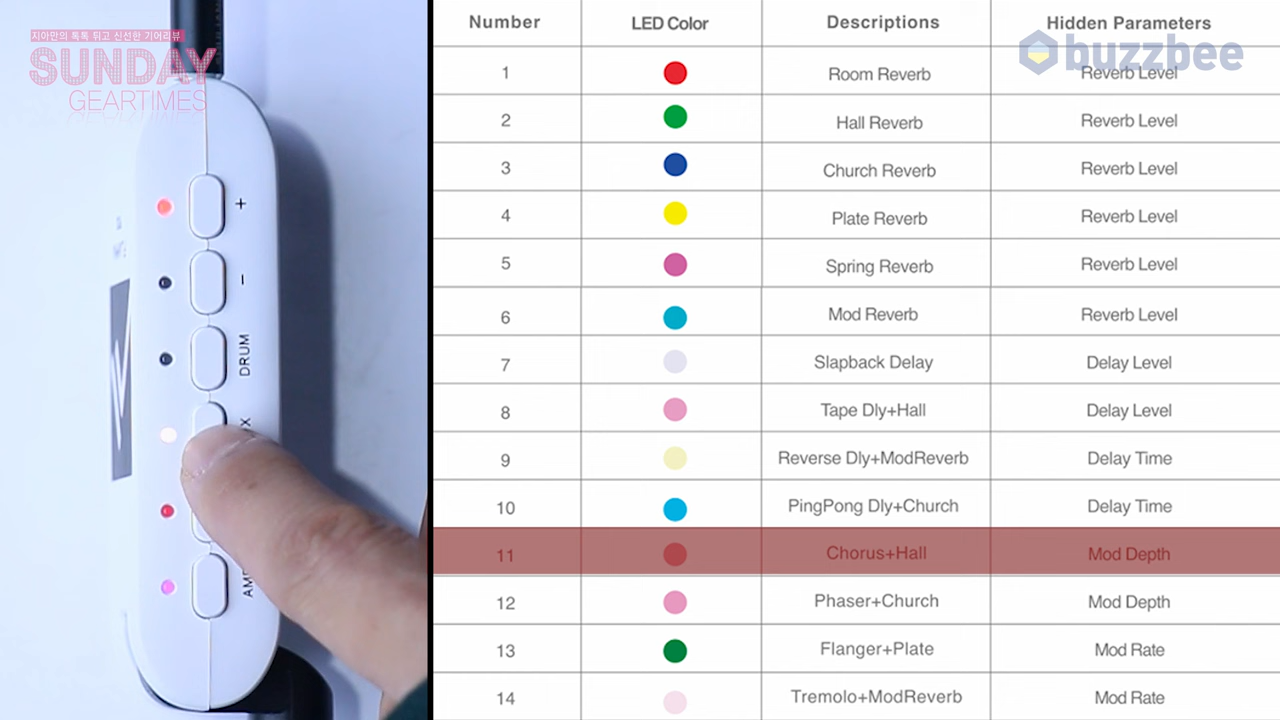 지아만의 톡톡 튀고 신선한 기어리뷰
SUNDAY
GEARTIMES
+
-
DRUM
X
AM
buzzbee
Number LED Color Descriptions Hidden Parameters
1 Room Reverb Reverb Level
2 Hall Reverb Reverb Level
3 Church Reverb Reverb Level
4 Plate Reverb Reverb Level
5 Spring Reverb Reverb Level
6 Mod Reverb Reverb Level
7 Slapback Delay Delay Level
8 Tape Dly+Hall Delay Level
9 Reverse Dly+ModReverb Delay Time
10 PingPong Dly+Church Delay Time
11 Chorus+Hall Mod Depth
12 Phaser+Church Mod Depth
13 Flanger+Plate Mod Rate
14 Tremolo+ModReverb Mod Rate